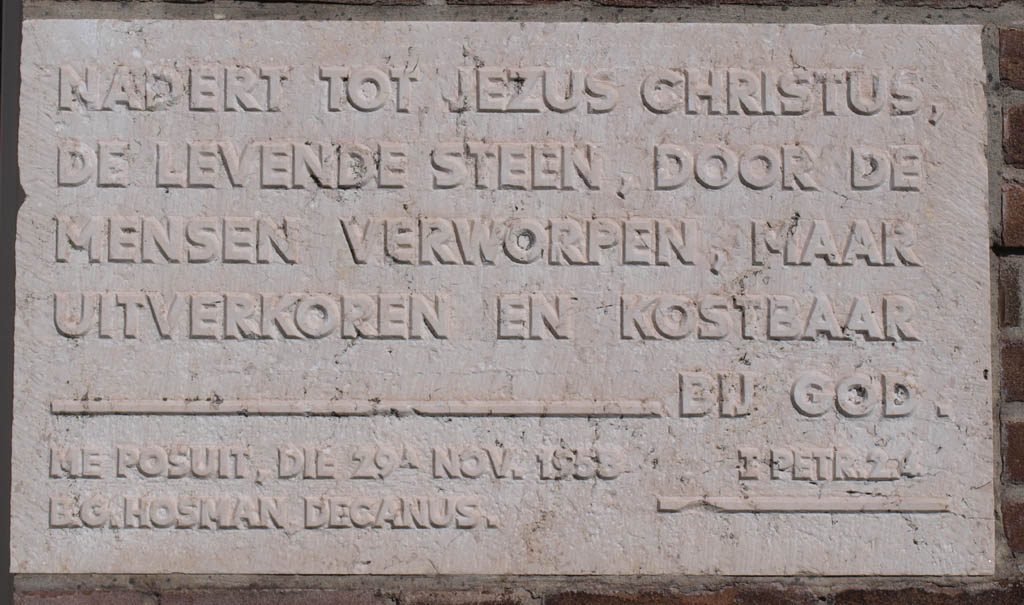 NADERT TOT JEZUS CHRISTUS,
DE LEVENDE STEEN, DOOR DE
MENSEN VERWORPEN, MAAR
UITVERKOREN EN KOSTBAAR
BIJ GOD.
ME POSUIT, DIE 29A NOV. 1958 I PETR. 2:4
B.G. HOSMAN DECANUS.